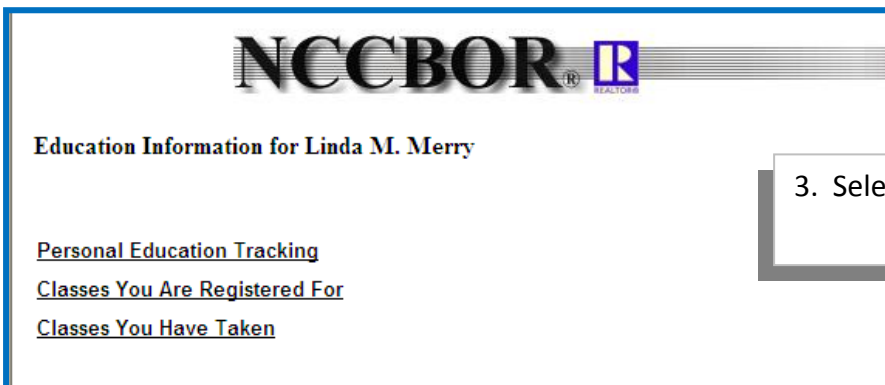 NCCBOR® R
REALTOR®
Education Information for Linda M. Merry
3. Sele
Personal Education Tracking
Classes You Are Registered For
Classes You Have Taken